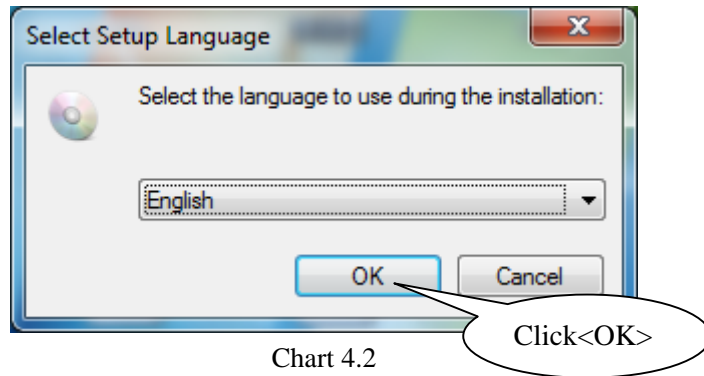 Select Setup Language
Select the language to use during the installation:
English
OK
Cancel
Click<OK>
Chart 4.2